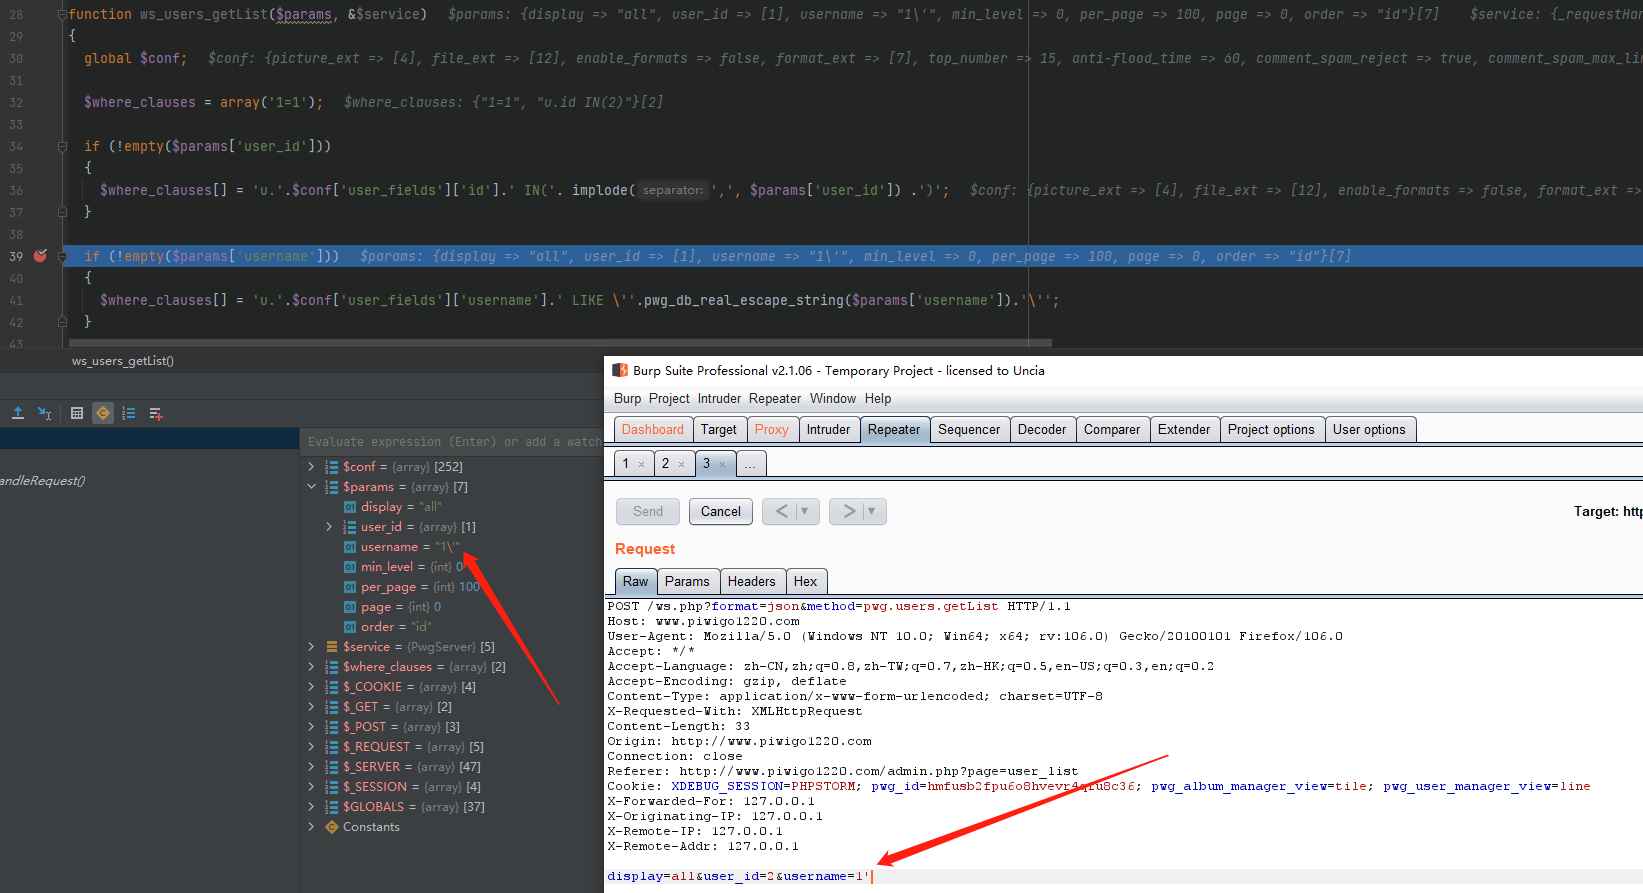 28 function ws_users_getList($params, &$service)   $params: {display => "all", user_id => [1], username => "1\'", min_level => 0, per_page => 100, page => 0, order => "id"}[7]   $service: {_requestHan
29 {
30 global $conf;   $conf: {picture_ext => [4], file_ext => [12], enable_formats => false, format_ext => [7], top_number => 15, anti-flood_time => 60, comment_spam_reject => true, comment_spam_max_lin
31
32 $where_clauses = array('1=1');   $where_clauses: {"1=1", "u.id IN(2)"}[2]
33
34 if (!empty($params['user_id']))
35 {
36 $where_clauses[] = 'u.'.$conf['user_fields']['id'].' IN('. implode( separator: ',', $params['user_id']) .')';   $conf: {picture_ext => [4], file_ext => [12], enable_formats => false, format_ext =>
37 }
38
39 if (!empty($params['username']))   $params: {display => "all", user_id => [1], username => "1\'", min_level => 0, per_page => 100, page => 0, order => "id"}[7]
40 {
41 $where_clauses[] = 'u.'.$conf['user_fields']['username'].' LIKE \''.pwg_db_real_escape_string($params['username']).'\'';
42 }
43
ws_users_getList()
Evaluate expression (Enter) or add a watch
andleRequest()
$conf = {array} [252]
$params = {array} [7]
display = "all"
user_id = {array} [1]
username = "1\'"
min_level = {int} 0
per_page = {int} 100
page = {int} 0
order = "id"
$service = {PwgServer} [5]
$where_clauses = {array} [2]
$_COOKIE = {array} [4]
$_GET = {array} [2]
$_POST = {array} [3]
$_REQUEST = {array} [5]
$_SERVER = {array} [47]
$_SESSION = {array} [4]
$GLOBALS = {array} [37]
Constants
Burp Suite Professional v2.1.06 - Temporary Project - licensed to Uncia
Burp Project Intruder Repeater Window Help
Dashboard Target Proxy Intruder Repeater Sequencer Decoder Comparer Extender Project options User options
1 × 2 × 3 × ...
Send Cancel < ▼ > ▼ Target: http
Request
Raw Params Headers Hex
POST /ws.php?format=json&method=pwg.users.getList HTTP/1.1
Host: www.piwigo1220.com
User-Agent: Mozilla/5.0 (Windows NT 10.0; Win64; x64; rv:106.0) Gecko/20100101 Firefox/106.0
Accept: */*
Accept-Language: zh-CN,zh;q=0.8,zh-TW;q=0.7,zh-HK;q=0.5,en-US;q=0.3,en;q=0.2
Accept-Encoding: gzip, deflate
Content-Type: application/x-www-form-urlencoded; charset=UTF-8
X-Requested-With: XMLHttpRequest
Content-Length: 33
Origin: http://www.piwigo1220.com
Connection: close
Referer: http://www.piwigo1220.com/admin.php?page=user_list
Cookie: XDEBUG_SESSION=PHPSTORM; pwg_album_manager_view=tile; pwg_user_manager_view=line
X-Forwarded-For: 127.0.0.1
X-Originating-IP: 127.0.0.1
X-Remote-IP: 127.0.0.1
X-Remote-Addr: 127.0.0.1
display=all&user_id=2&username=1'